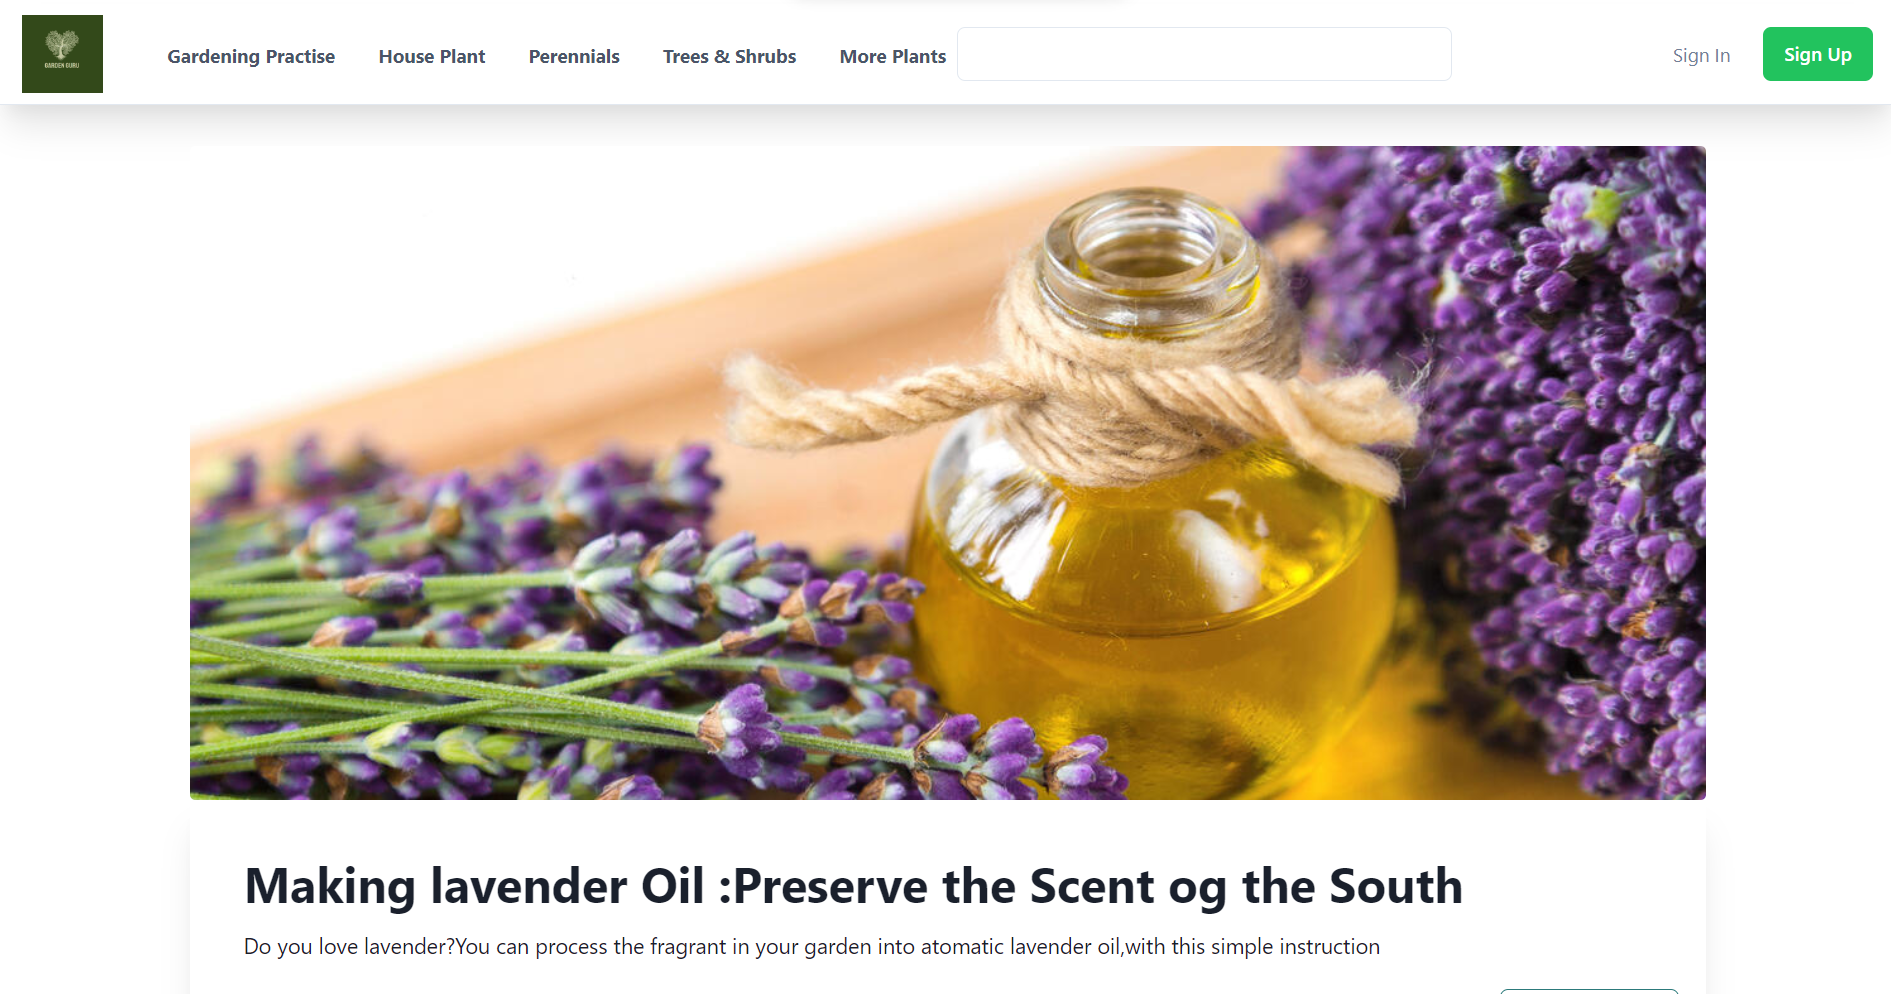 GARDEN GURU
Gardening Practise House Plant Perennials Trees & Shrubs More Plants Sign In Sign Up
Making lavender Oil :Preserve the Scent og the South
Do you love lavender?You can process the fragrant in your garden into atomatic lavender oil,with this simple instruction